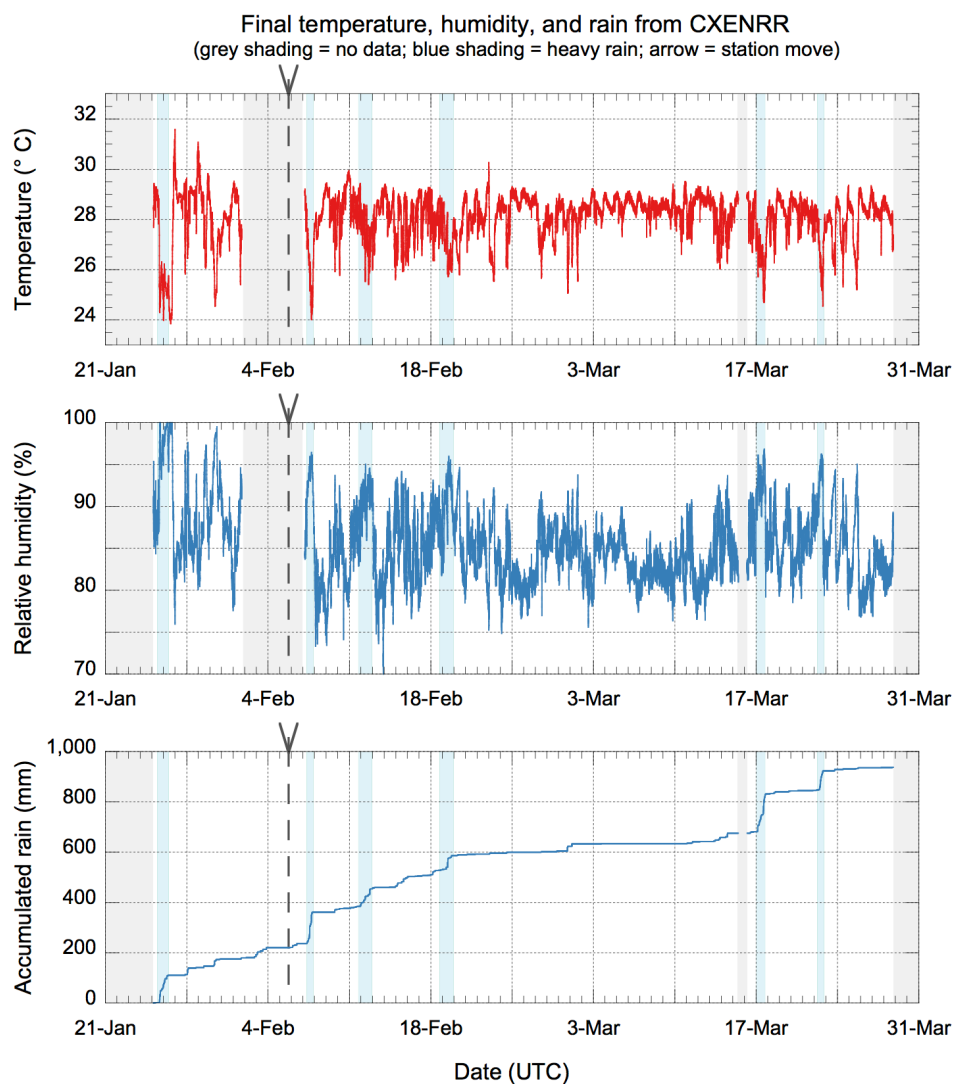 Final temperature, humidity, and rain from CXENRR
(grey shading = no data; blue shading = heavy rain; arrow = station move)
Temperature (° C)
32
30
28
26
24
21-Jan 4-Feb 18-Feb 3-Mar 17-Mar 31-Mar
Relative humidity (%)
100
90
80
70
21-Jan 4-Feb 18-Feb 3-Mar 17-Mar 31-Mar
Accumulated rain (mm)
1,000
800
600
400
200
0
21-Jan 4-Feb 18-Feb 3-Mar 17-Mar 31-Mar
Date (UTC)